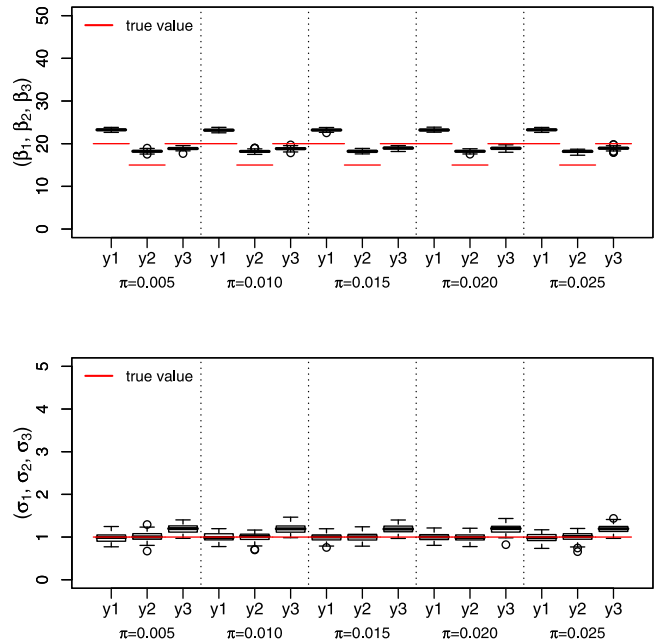 50
true value
40
30
20
10
0
(β1, β2, β3)
y1 y2 y3 y1 y2 y3 y1 y2 y3 y1 y2 y3 y1 y2 y3
π=0.005 π=0.010 π=0.015 π=0.020 π=0.025
5
true value
4
3
2
1
0
(σ1, σ2, σ3)
y1 y2 y3 y1 y2 y3 y1 y2 y3 y1 y2 y3 y1 y2 y3
π=0.005 π=0.010 π=0.015 π=0.020 π=0.025